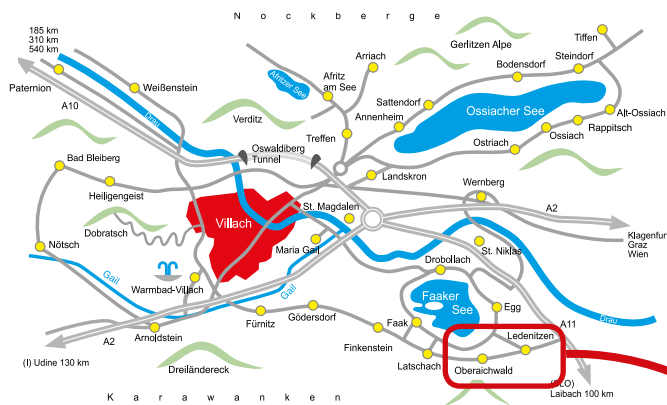 N o c k b e r g e
185 km
310 km
540 km
Tiffen
Gerlitzen Alpe
Steindorf
Arriach
Bodensdorf
Paternion
Weißenstein
Afritzer See
Afritz
am See
A10
Sattendorf
Ossiacher See
Alt-Ossiach
Verditz
Annenheim
Rappitsch
Drau
Treffen
Ossiach
Oswaldiberg
Tunnel
Ostriach
Bad Bleiberg
Landskron
Wernberg
Heiligengeist
St. Magdalen
A2
Villach
Dobratsch
Klagenfurt
Graz
Wien
Nötsch
Maria Gail
St. Niklas
Gail
Drobollach
Warmbad-Villach
Gail
Faaker
See
Egg
Drau
A2
Arnoldstein
Fürnitz
Gödersdorf
Faak
A11
Ledenitzen
Finkenstein
(I) Udine 130 km
Dreiländereck
Latschach
Oberaichwald
(SLO)
Laibach 100 km
K a r a w a n k e n